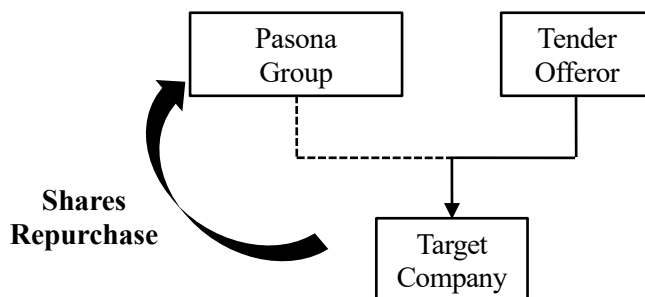 Pasona
Group
Tender
Offeror
Shares
Repurchase
Target
Company